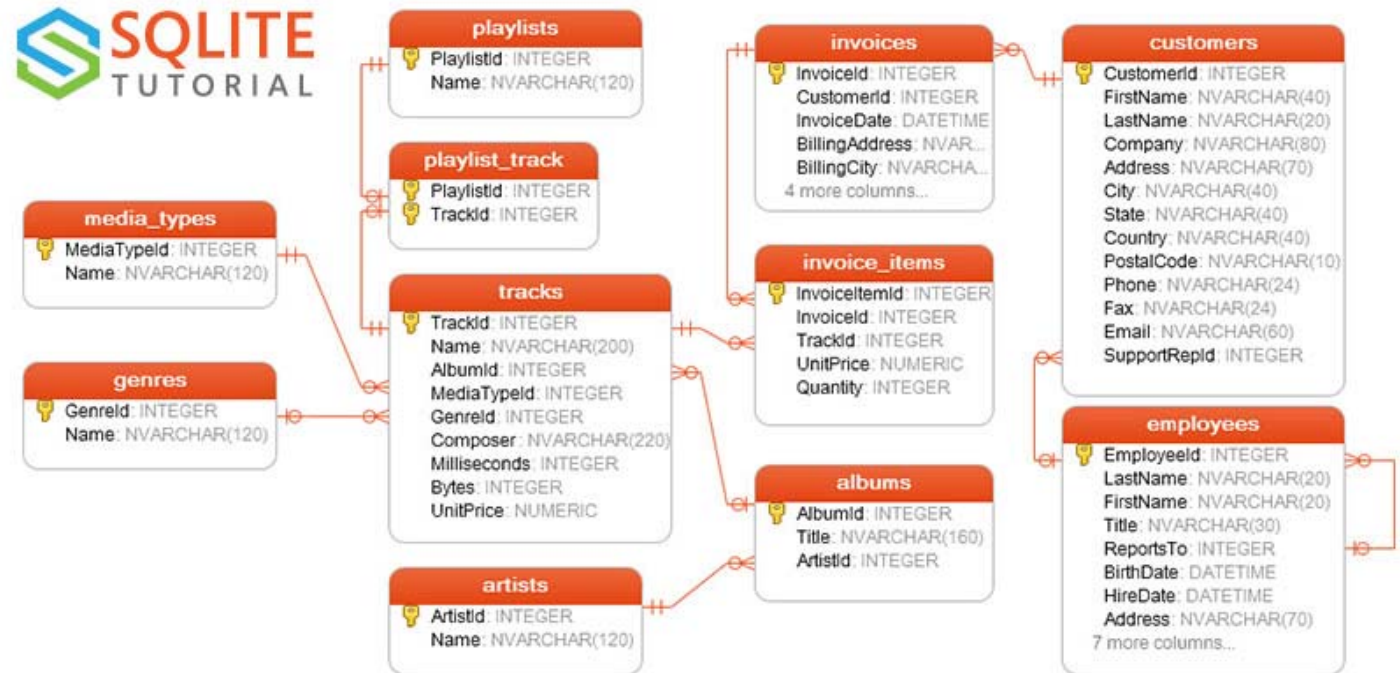 SQLITE
TUTORIAL
playlists
PlaylistId: INTEGER
Name: NVARCHAR(120)
playlist_track
PlaylistId: INTEGER
TrackId: INTEGER
media_types
MediaTypeId: INTEGER
Name: NVARCHAR(120)
genres
GenreId: INTEGER
Name: NVARCHAR(120)
tracks
TrackId: INTEGER
Name: NVARCHAR(200)
AlbumId: INTEGER
MediaTypeId: INTEGER
GenreId: INTEGER
Composer: NVARCHAR(220)
Milliseconds: INTEGER
Bytes: INTEGER
UnitPrice: NUMERIC
artists
ArtistId: INTEGER
Name: NVARCHAR(120)
invoices
InvoiceId: INTEGER
CustomerId: INTEGER
InvoiceDate: DATETIME
BillingAddress: NVAR...
BillingCity: NVARCHA...
4 more columns...
invoice_items
InvoiceItemId: INTEGER
InvoiceId: INTEGER
TrackId: INTEGER
UnitPrice: NUMERIC
Quantity: INTEGER
albums
AlbumId: INTEGER
Title: NVARCHAR(160)
ArtistId: INTEGER
customers
CustomerId: INTEGER
FirstName: NVARCHAR(40)
LastName: NVARCHAR(20)
Company: NVARCHAR(80)
Address: NVARCHAR(70)
City: NVARCHAR(40)
State: NVARCHAR(40)
Country: NVARCHAR(40)
PostalCode: NVARCHAR(10)
Phone: NVARCHAR(24)
Fax: NVARCHAR(24)
Email: NVARCHAR(60)
SupportRepId: INTEGER
employees
EmployeeId: INTEGER
LastName: NVARCHAR(20)
FirstName: NVARCHAR(20)
Title: NVARCHAR(30)
ReportsTo: INTEGER
BirthDate: DATETIME
HireDate: DATETIME
Address: NVARCHAR(70)
7 more columns...